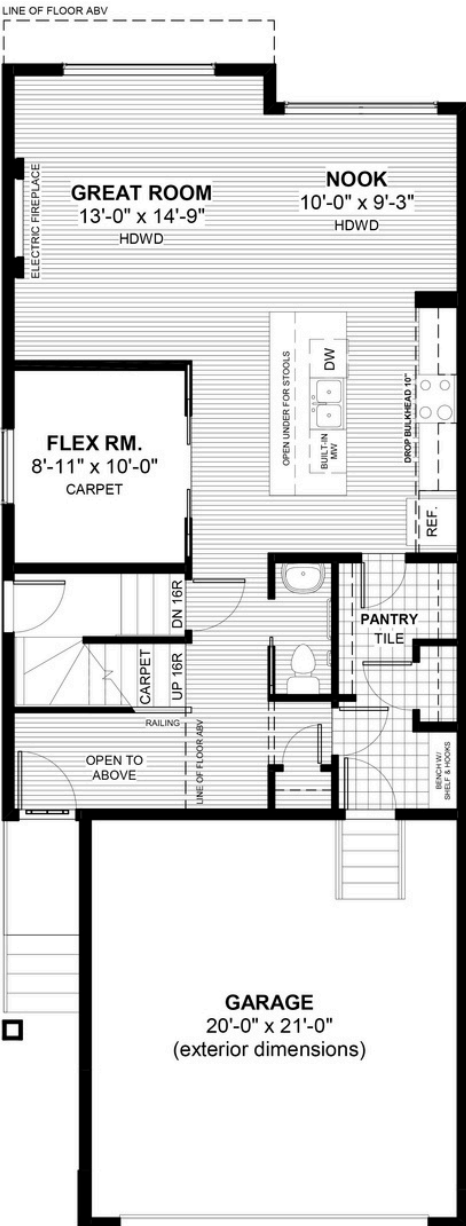 LINE OF FLOOR ABV
ELECTRIC FIREPLACE
GREAT ROOM
13'-0" x 14'-9"
HDWD
NOOK
10'-0" x 9'-3"
HDWD
OPEN UNDER FOR STOOLS
DW
BUILT-IN
MW
DROP BULKHEAD 10"
REF.
FLEX RM.
8'-11" x 10'-0"
CARPET
DN 16R
PANTRY
TILE
CARPET
UP 16R
RAILING
LINE OF FLOOR ABV
OPEN TO
ABOVE
BENCH W/
SHELF & HOOKS
GARAGE
20'-0" x 21'-0"
(exterior dimensions)